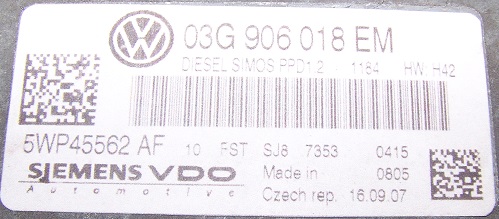 03G 906 018 EM
DIESEL SIMOS PPD1.2 - 1184 HW: H42
5WP45562 AF 10 FST SJ8 7353 0415
SIEMENS VDO Made in 0805
Automotive Czech rep. 16.09.07